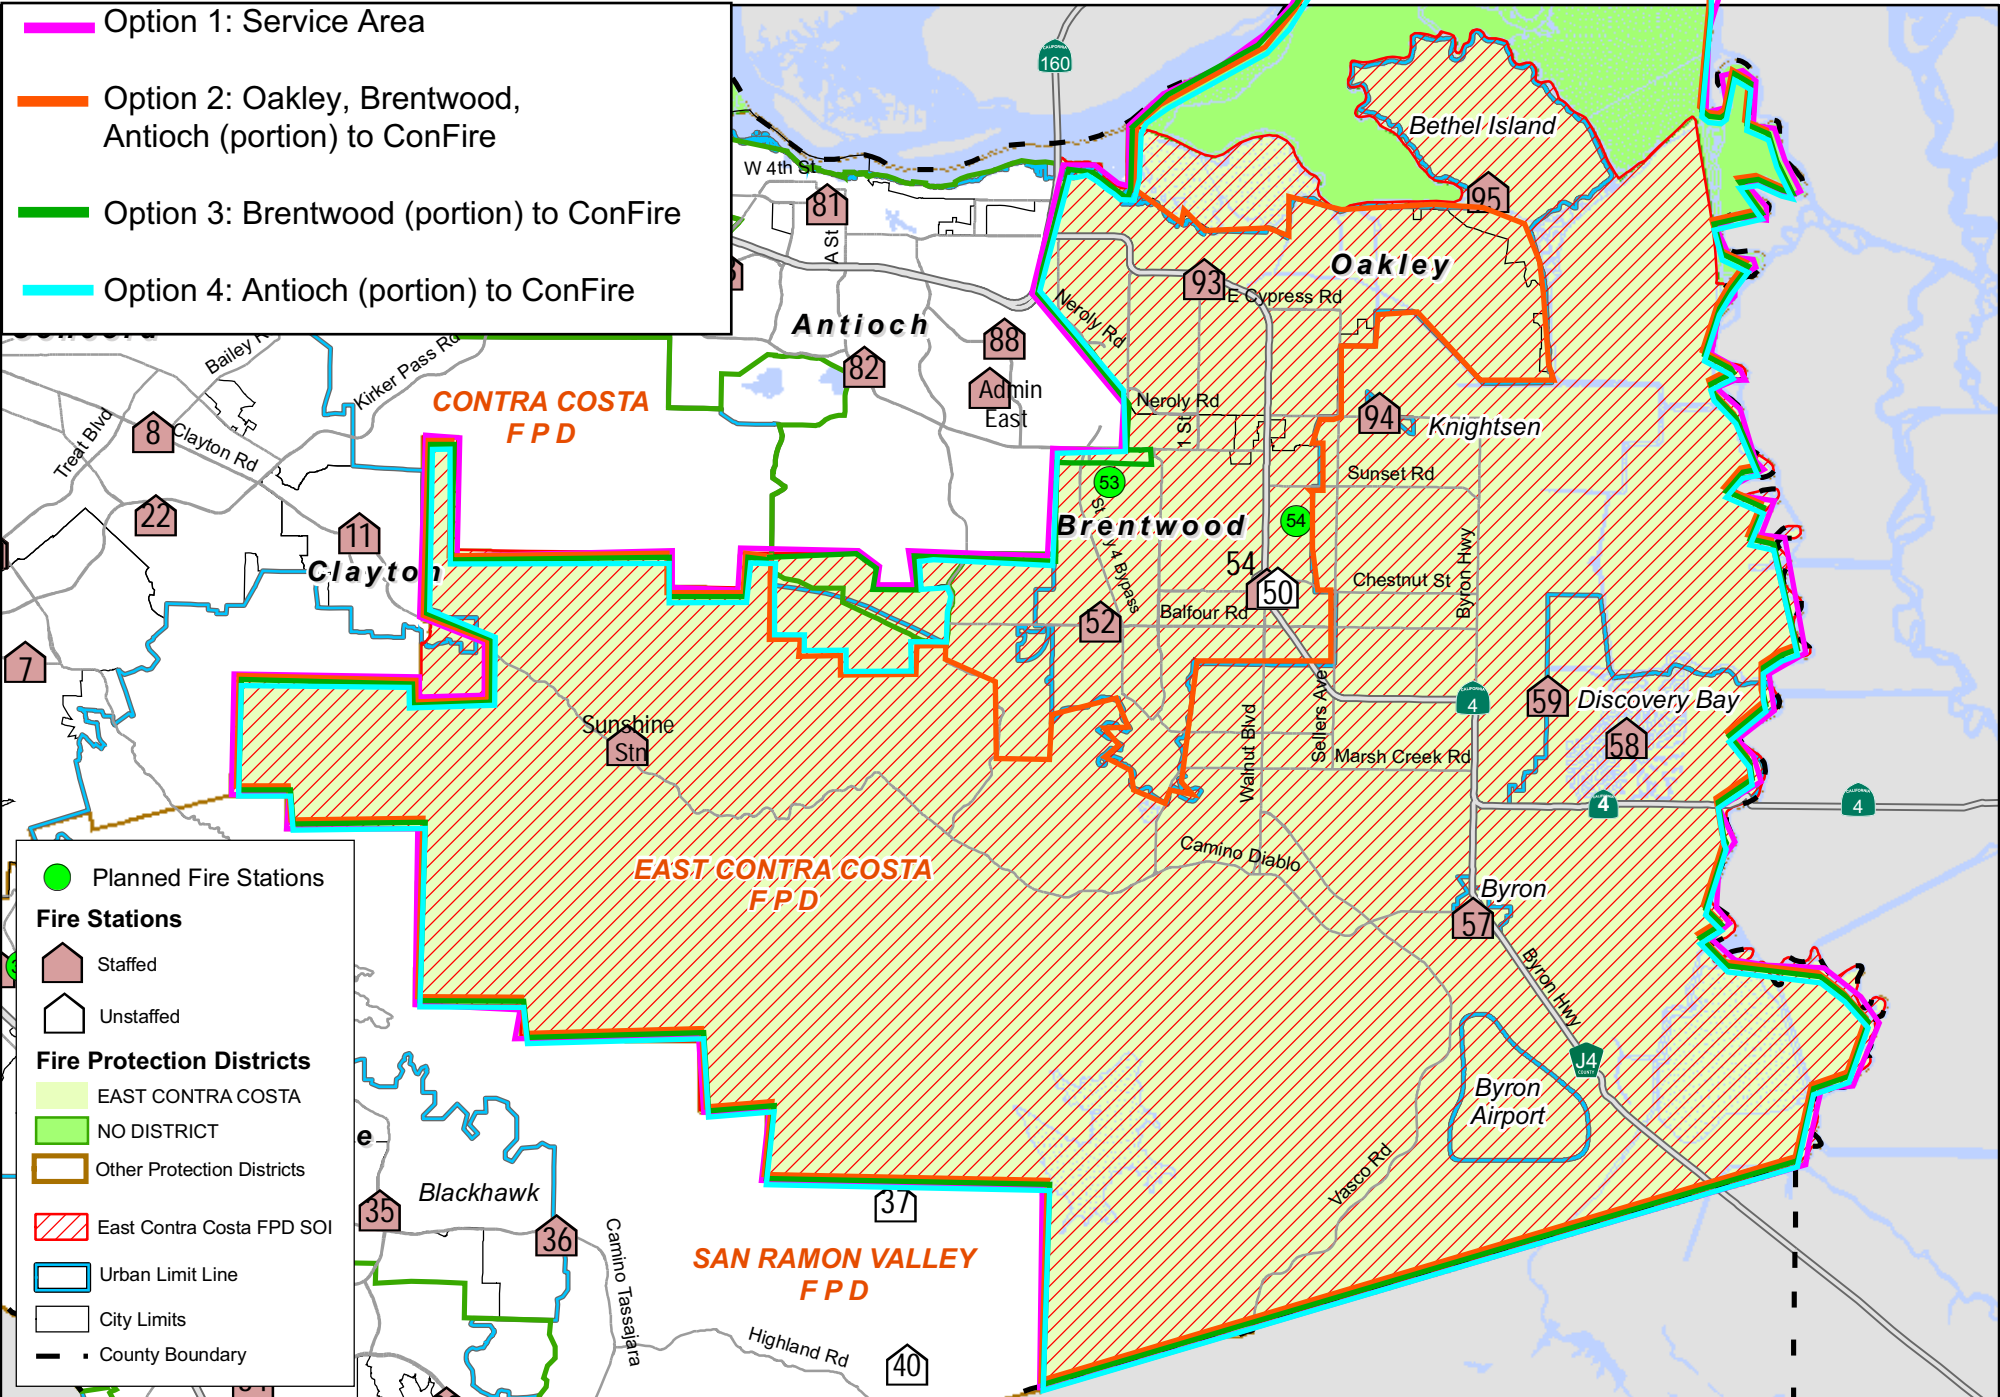 Option 1: Service Area
Option 2: Oakley, Brentwood,
Antioch (portion) to ConFire
Option 3: Brentwood (portion) to ConFire
Option 4: Antioch (portion) to ConFire
CALIFORNIA
160
Bethel Island
W 4th St
95
81
A St
Oakley
93
E Cypress Rd
Neroly Rd
Antioch
88
82
Admin
East
Bailey
Kirker Pass Rd
CONTRA COSTA
F P D
Neroly Rd
94
Knightsen
8
Clayton Rd
Treat Blvd
1 St
Sunset Rd
53
22
11
Brentwood
54
Byron Hwy
Clayton
y 4 Bypass
54
50
Chestnut St
52
Balfour Rd
7
Sunshine
Stn
CALIFORNIA
4
59
Discovery Bay
58
Walnut Blvd
Sellers Ave
Marsh Creek Rd
CALIFORNIA
4
CALIFORNIA
4
EAST CONTRA COSTA
F P D
Camino Diablo
Byron
57
Byron Hwy
Planned Fire Stations
Fire Stations
Staffed
Unstaffed
Fire Protection Districts
EAST CONTRA COSTA
NO DISTRICT
Other Protection Districts
East Contra Costa FPD SOI
Urban Limit Line
City Limits
County Boundary
J4
COUNTY
Byron
Airport
Vasco Rd
e
Blackhawk
35
36
37
SAN RAMON VALLEY
F P D
Camino Tassajara
Highland Rd
40